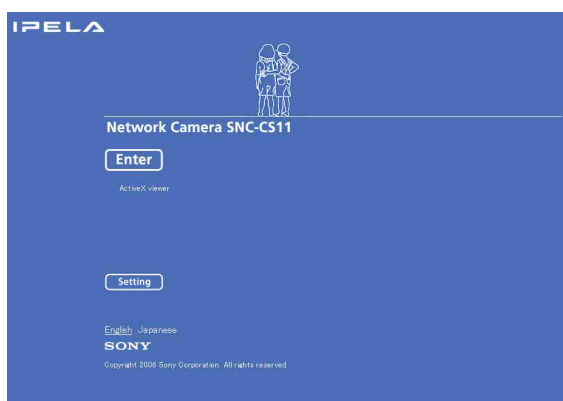 IPELA
Network Camera SNC-CS11
Enter
ActiveX viewer
Setting
English Japanese
SONY
Copyright 2006 Sony Corporation. All rights reserved